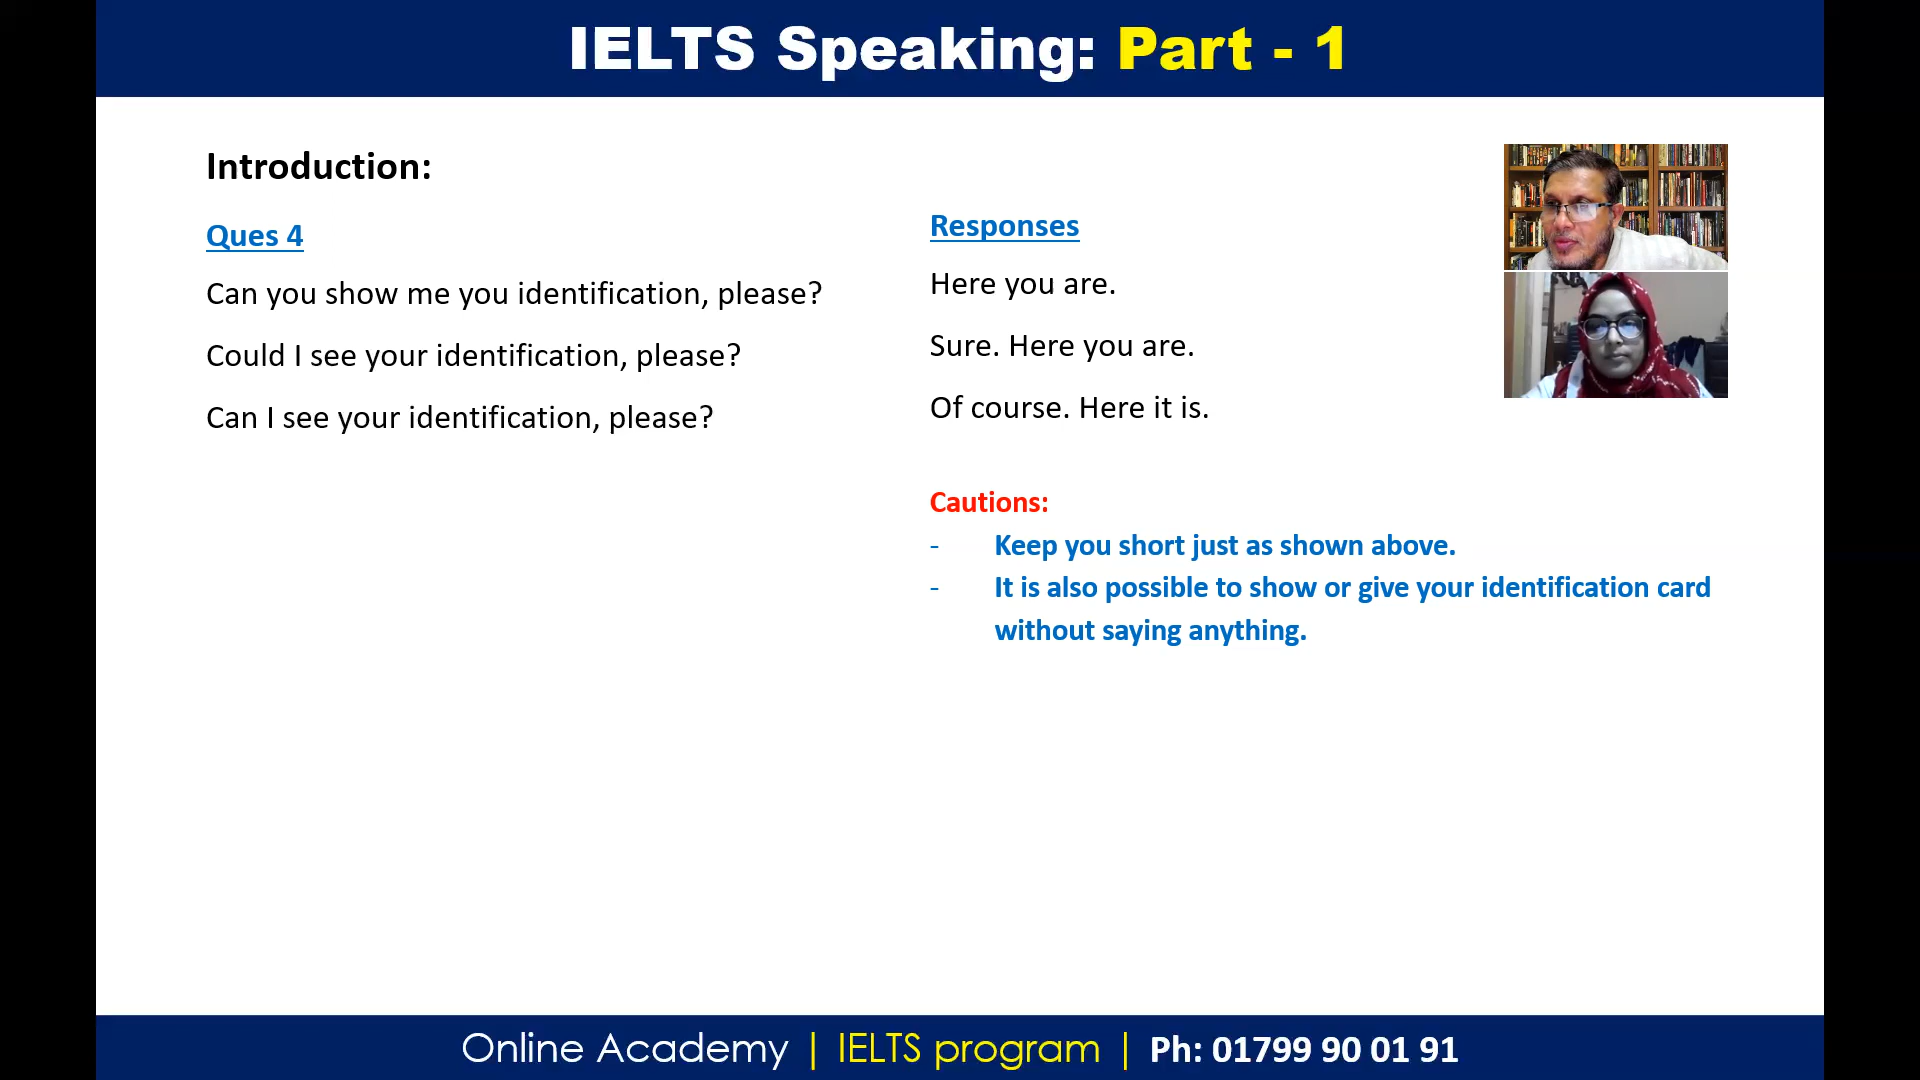 IELTS Speaking: Part - 1
Introduction:
Ques 4
Can you show me you identification, please?
Could I see your identification, please?
Can I see your identification, please?
Responses
Here you are.
Sure. Here you are.
Of course. Here it is.
Cautions:
- Keep you short just as shown above.
- It is also possible to show or give your identification card
without saying anything.
Online Academy | IELTS program | Ph: 01799 90 01 91